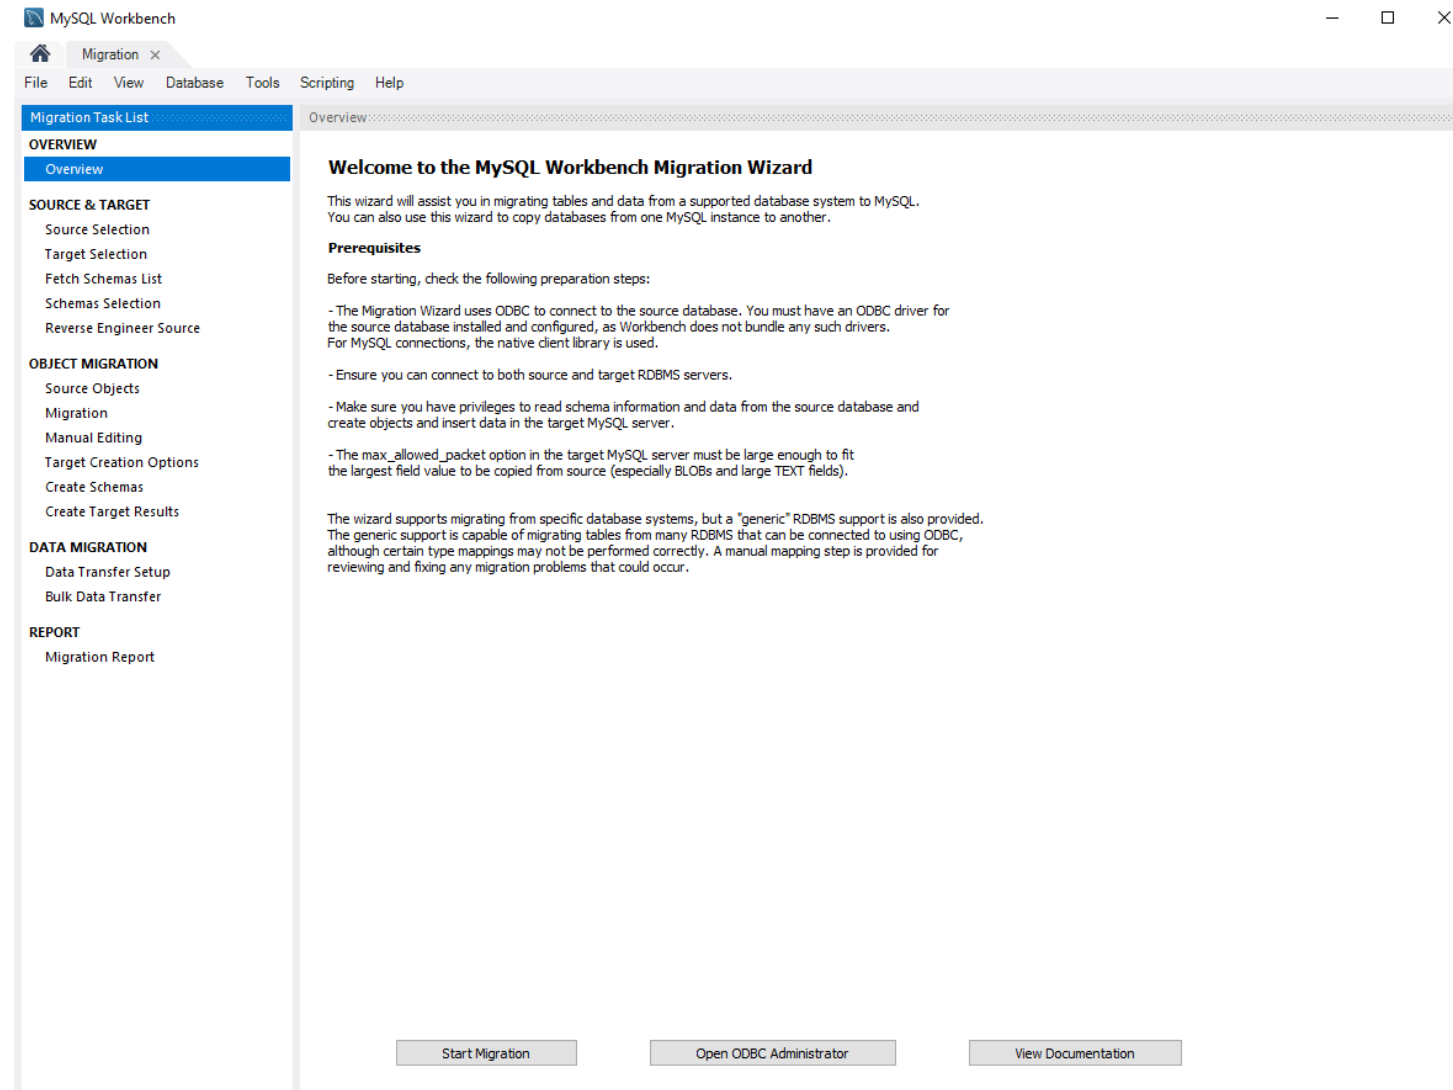 MySQL Workbench
Migration
File Edit View Database Tools Scripting Help
Migration Task List
OVERVIEW
Overview
SOURCE & TARGET
Source Selection
Target Selection
Fetch Schemas List
Schemas Selection
Reverse Engineer Source
OBJECT MIGRATION
Source Objects
Migration
Manual Editing
Target Creation Options
Create Schemas
Create Target Results
DATA MIGRATION
Data Transfer Setup
Bulk Data Transfer
REPORT
Migration Report
Overview
Welcome to the MySQL Workbench Migration Wizard
This wizard will assist you in migrating tables and data from a supported database system to MySQL.
You can also use this wizard to copy databases from one MySQL instance to another.
Prerequisites
Before starting, check the following preparation steps:
- The Migration Wizard uses ODBC to connect to the source database. You must have an ODBC driver for
the source database installed and configured, as Workbench does not bundle any such drivers.
For MySQL connections, the native client library is used.
- Ensure you can connect to both source and target RDBMS servers.
- Make sure you have privileges to read schema information and data from the source database and
create objects and insert data in the target MySQL server.
- The max_allowed_packet option in the target MySQL server must be large enough to fit
the largest field value to be copied from source (especially BLOBs and large TEXT fields).
The wizard supports migrating from specific database systems, but a "generic" RDBMS support is also provided.
The generic support is capable of migrating tables from many RDBMS that can be connected to using ODBC,
although certain type mappings may not be performed correctly. A manual mapping step is provided for
reviewing and fixing any migration problems that could occur.
Start Migration Open ODBC Administrator View Documentation